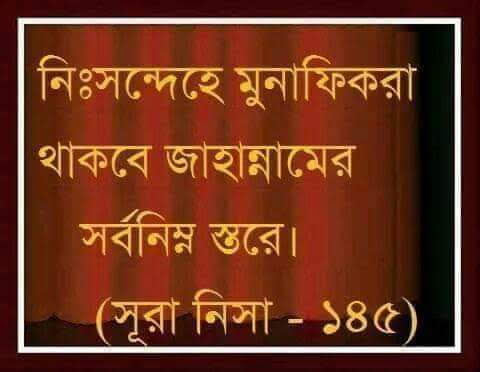 নিঃসন্দেহে মুনাফিকরা
থাকবে জাহান্নামের
সর্বনিম্ন স্তরে।
(সূরা নিসা - ১৪৫)